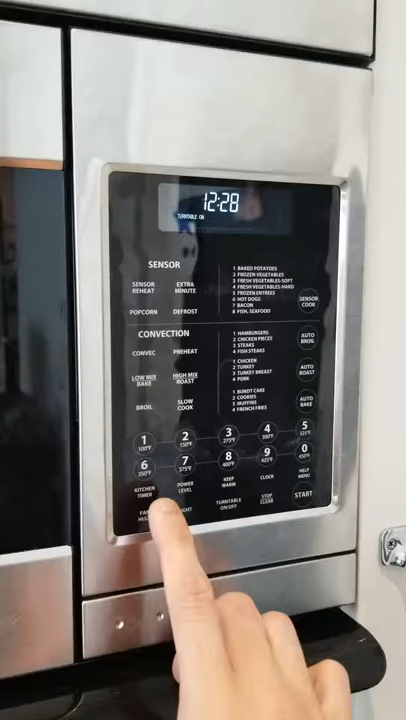 12:28
TURNTABLE ON
SENSOR
SENSOR REHEAT
EXTRA MINUTE
POPCORN
DEFROST
1 BAKED POTATOES
2 FROZEN VEGETABLES
3 FRESH VEGETABLES-SOFT
4 FRESH VEGETABLES-HARD
5 FROZEN ENTREES
6 HOT DOGS
7 BACON
8 FISH, SEAFOOD
SENSOR COOK
CONVECTION
CONVEC
PREHEAT
LOW MIX BAKE
HIGH MIX ROAST
BROIL
SLOW COOK
1 HAMBURGERS
2 CHICKEN PIECES
3 STEAKS
4 FISH STEAKS
AUTO BROIL
1 CHICKEN
2 TURKEY
3 TURKEY BREAST
4 PORK
AUTO ROAST
1 BUNDT CAKE
2 COOKIES
3 MUFFINS
4 FRENCH FRIES
AUTO BAKE
1 2 3 4 5
100°F 150°F 275°F 300°F 325°F
6 7 8 9 0
350°F 375°F 400°F 425°F 450°F
KITCHEN TIMER
POWER LEVEL
KEEP WARM
CLOCK
HELP MENU
TURNTABLE ON/OFF
STOP CLEAR
START